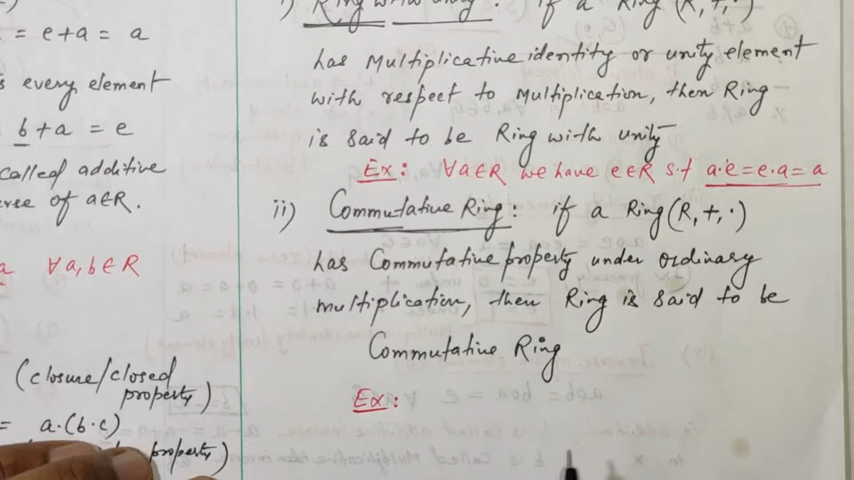 = e+a = a
s every element
b+a = e
called additive
rse of a∈R.
a ∀a,b∈R
(closure/closed
property)
= a·(b·c)
property)
i) Ring with unity: if a Ring (R,+,·)
has Multiplicative identity or unity element
with respect to Multiplication, then Ring
is said to be Ring with unity
Ex: ∀a∈R we have e∈R s.t a·e=e·a=a
ii) Commutative Ring: if a Ring(R,+,·)
has Commutative property under ordinary
multiplication, then Ring is said to be
Commutative Ring
Ex: